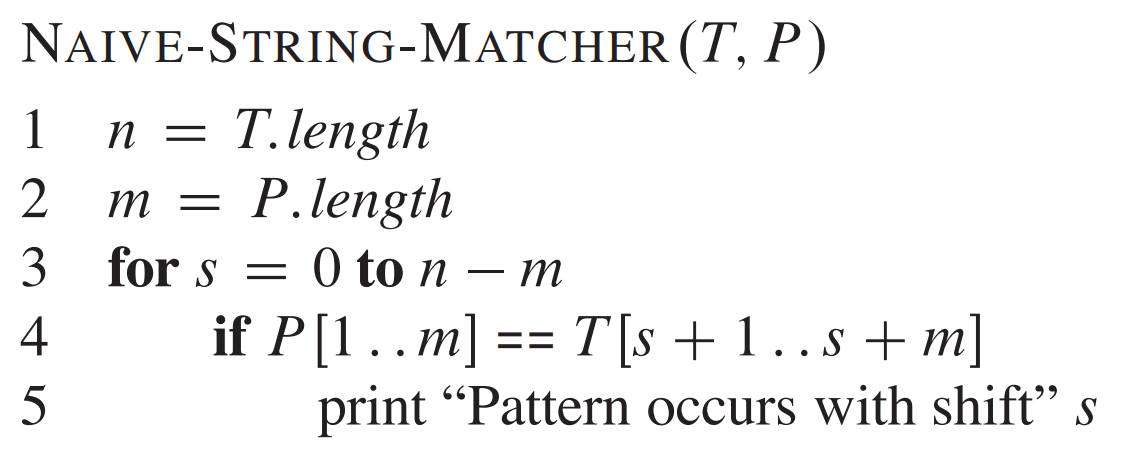 NAIVE-STRING-MATCHER(T, P)
1 n = T.length
2 m = P.length
3 for s = 0 to n − m
4 if P[1..m] == T[s + 1..s + m]
5 print “Pattern occurs with shift” s